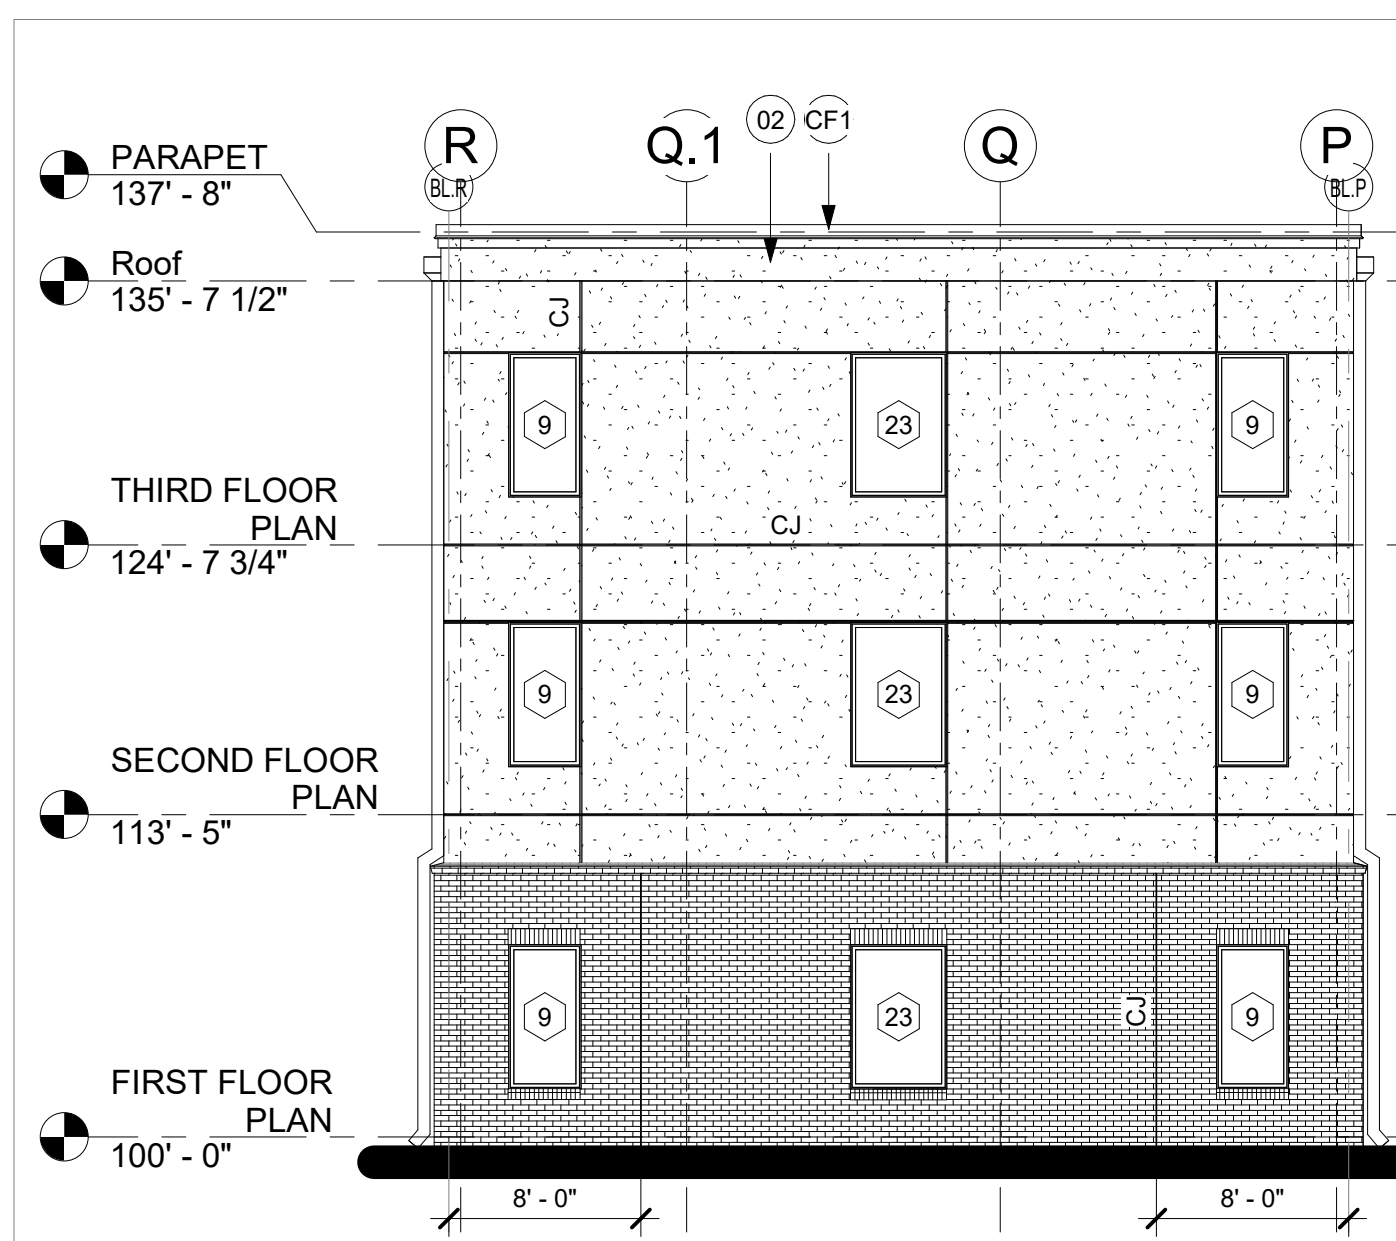 R
Q.1
02
CF1
Q
P
BL.R
BL.P
PARAPET
137' - 8"
Roof
135' - 7 1/2"
CJ
9
23
9
THIRD FLOOR
PLAN
124' - 7 3/4"
CJ
9
23
9
SECOND FLOOR
PLAN
113' - 5"
9
23
CJ
9
FIRST FLOOR
PLAN
100' - 0"
8' - 0"
8' - 0"